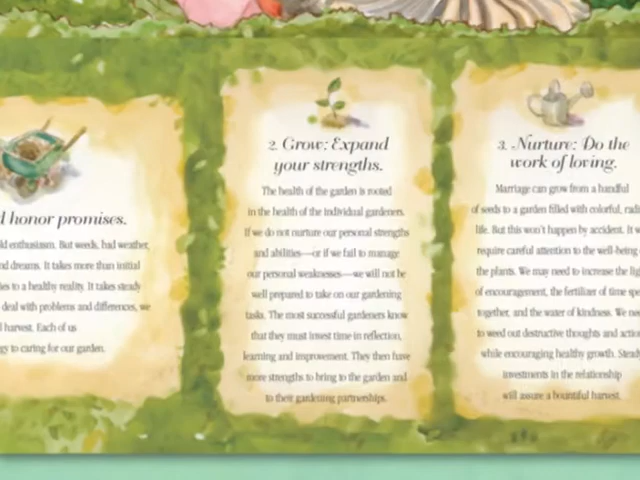 d honor promises.
ld enthusiasm. But weeds, bad weather,
nd dreams. It takes more than initial
ies to a healthy reality. It takes steady
deal with problems and differences, we
l harvest. Each of us
gy to caring for our garden.
2. Grow: Expand
your strengths.
The health of the garden is rooted
in the health of the individual gardeners.
If we do not nurture our personal strengths
and abilities—or if we fail to manage
our personal weaknesses—we will not be
well prepared to take on our gardening
tasks. The most successful gardeners know
that they must invest time in reflection,
learning and improvement. They then have
more strengths to bring to the garden and
to their gardening partnerships.
3. Nurture: Do the
work of loving.
Marriage can grow from a handful
of seeds to a garden filled with colorful, radi
life. But this won't happen by accident. It w
require careful attention to the well-being
the plants. We may need to increase the lig
of encouragement, the fertilizer of time spe
together, and the water of kindness. We nee
to weed out destructive thoughts and action
while encouraging healthy growth. Stead
investments in the relationship
will assure a bountiful harvest.